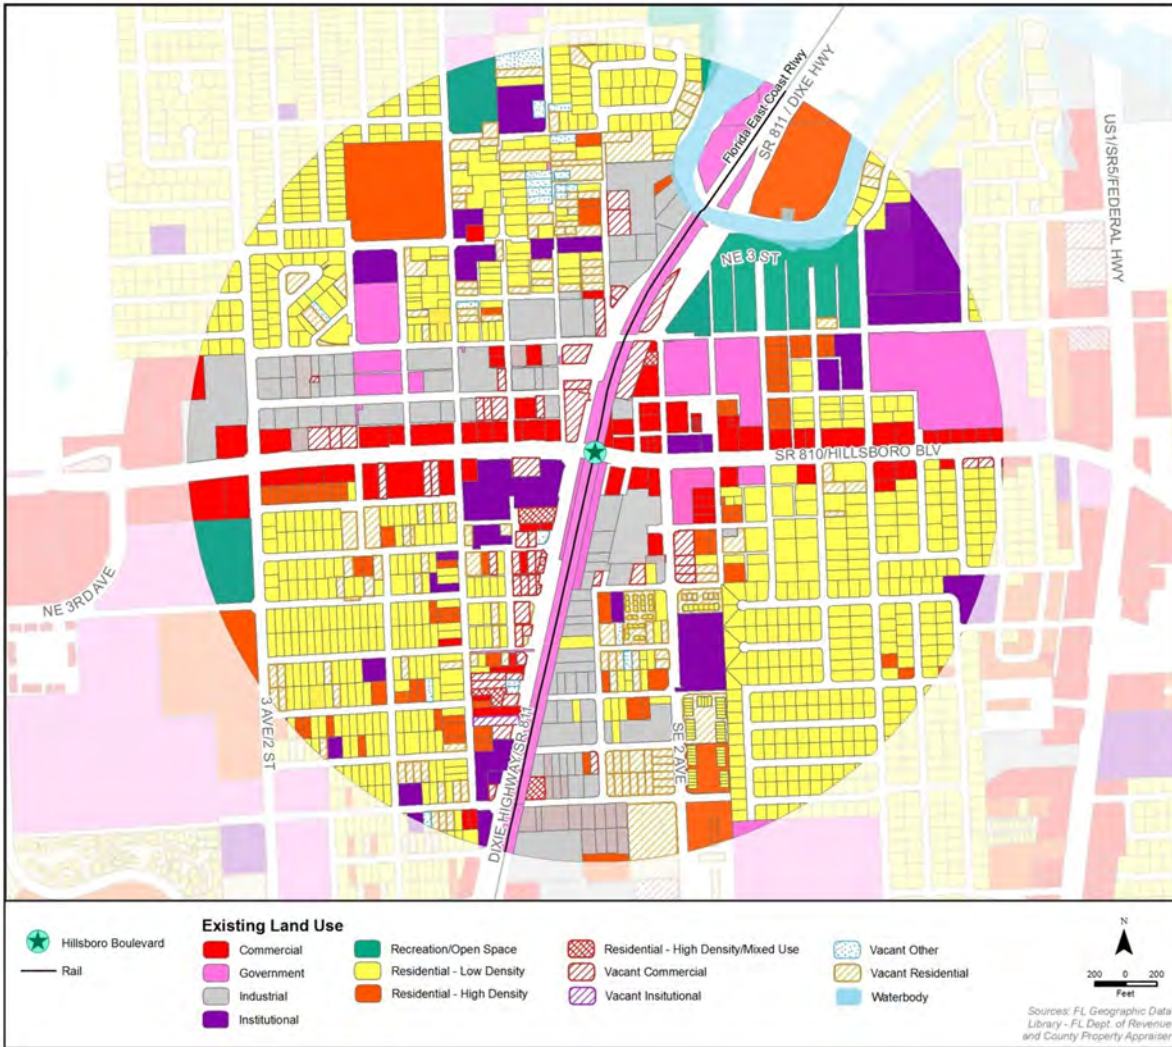 Florida East Coast Rlwy
SR 811 / DIXE HWY
US1/SR5/FEDERAL HWY
NE 3 ST
SR 810/HILLSBORO BLV
NE 3RD AVE
3 AVE/2 ST
DIXIE HIGHWAY/SR 811
SE 2 AVE
Hillsboro Boulevard
Rail
Existing Land Use
Commercial
Government
Industrial
Institutional
Recreation/Open Space
Residential - Low Density
Residential - High Density
Residential - High Density/Mixed Use
Vacant Commercial
Vacant Insitutional
Vacant Other
Vacant Residential
Waterbody
N
200 0 200
Feet
Sources: FL Geographic Data
Library - FL Dept. of Revenue
and County Property Appraiser